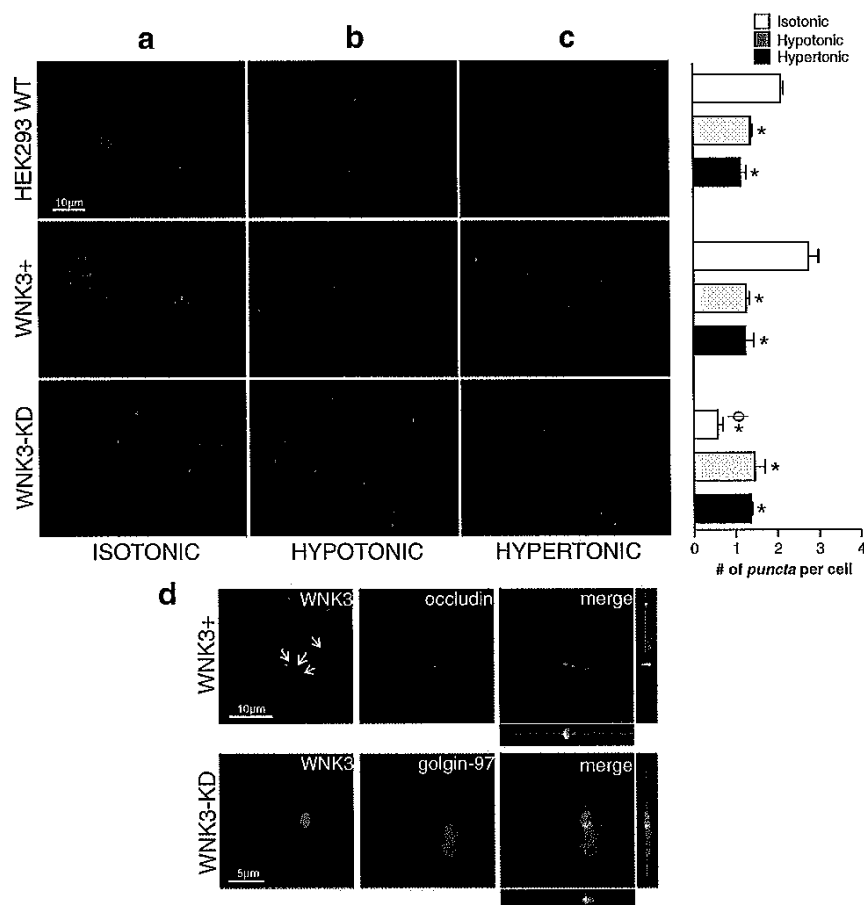 a b c
Isotonic
Hypotonic
Hypertonic
HEK293 WT
10µm
*
*
WNK3+
*
*
WNK3-KD
ϕ
*
*
*
ISOTONIC HYPOTONIC HYPERTONIC
0 1 2 3 4
# of puncta per cell
d
WNK3+
WNK3 occludin merge
10µm
WNK3-KD
WNK3 golgin-97 merge
5µm